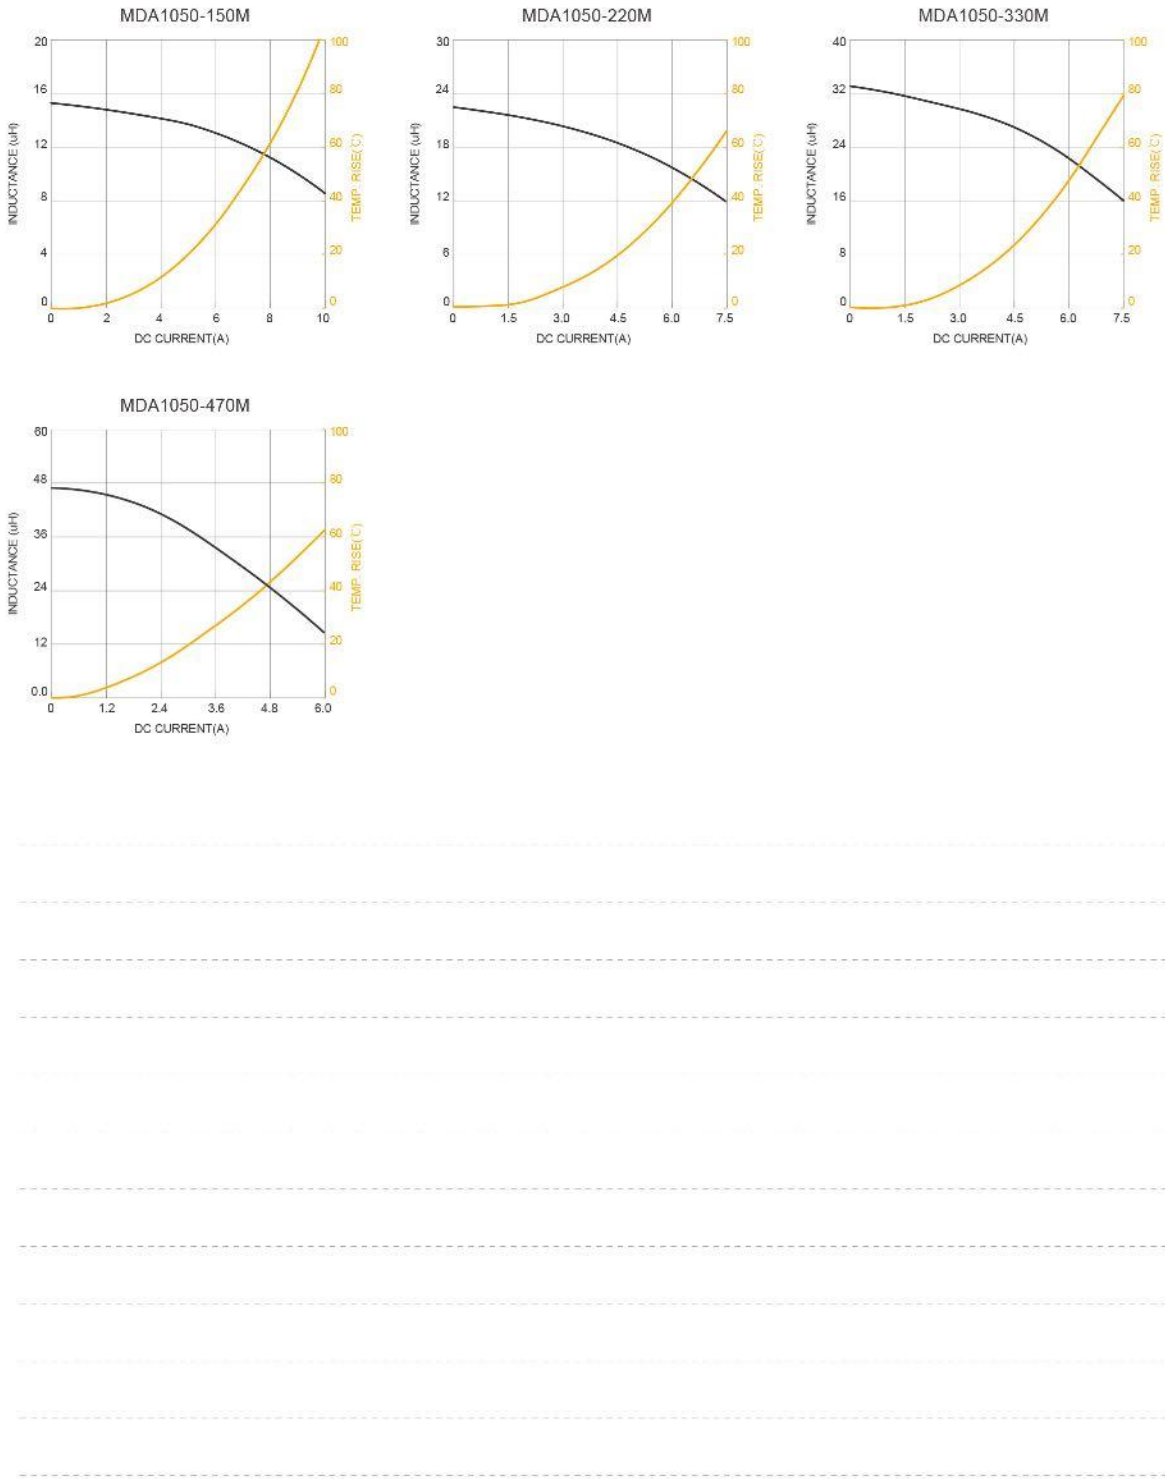 MDA1050-150M
20
16
12
8
4
0
INDUCTANCE (uH)
100
80
60
40
20
0
TEMP. RISE(℃)
0 2 4 6 8 10
DC CURRENT(A)
MDA1050-220M
30
24
18
12
6
0
INDUCTANCE (uH)
100
80
60
40
20
0
TEMP. RISE(℃)
0 1.5 3.0 4.5 6.0 7.5
DC CURRENT(A)
MDA1050-330M
40
32
24
16
8
0
INDUCTANCE (uH)
100
80
60
40
20
0
TEMP. RISE(℃)
0 1.5 3.0 4.5 6.0 7.5
DC CURRENT(A)
MDA1050-470M
60
48
36
24
12
0.0
INDUCTANCE (uH)
100
80
60
40
20
0
TEMP. RISE(℃)
0 1.2 2.4 3.6 4.8 6.0
DC CURRENT(A)